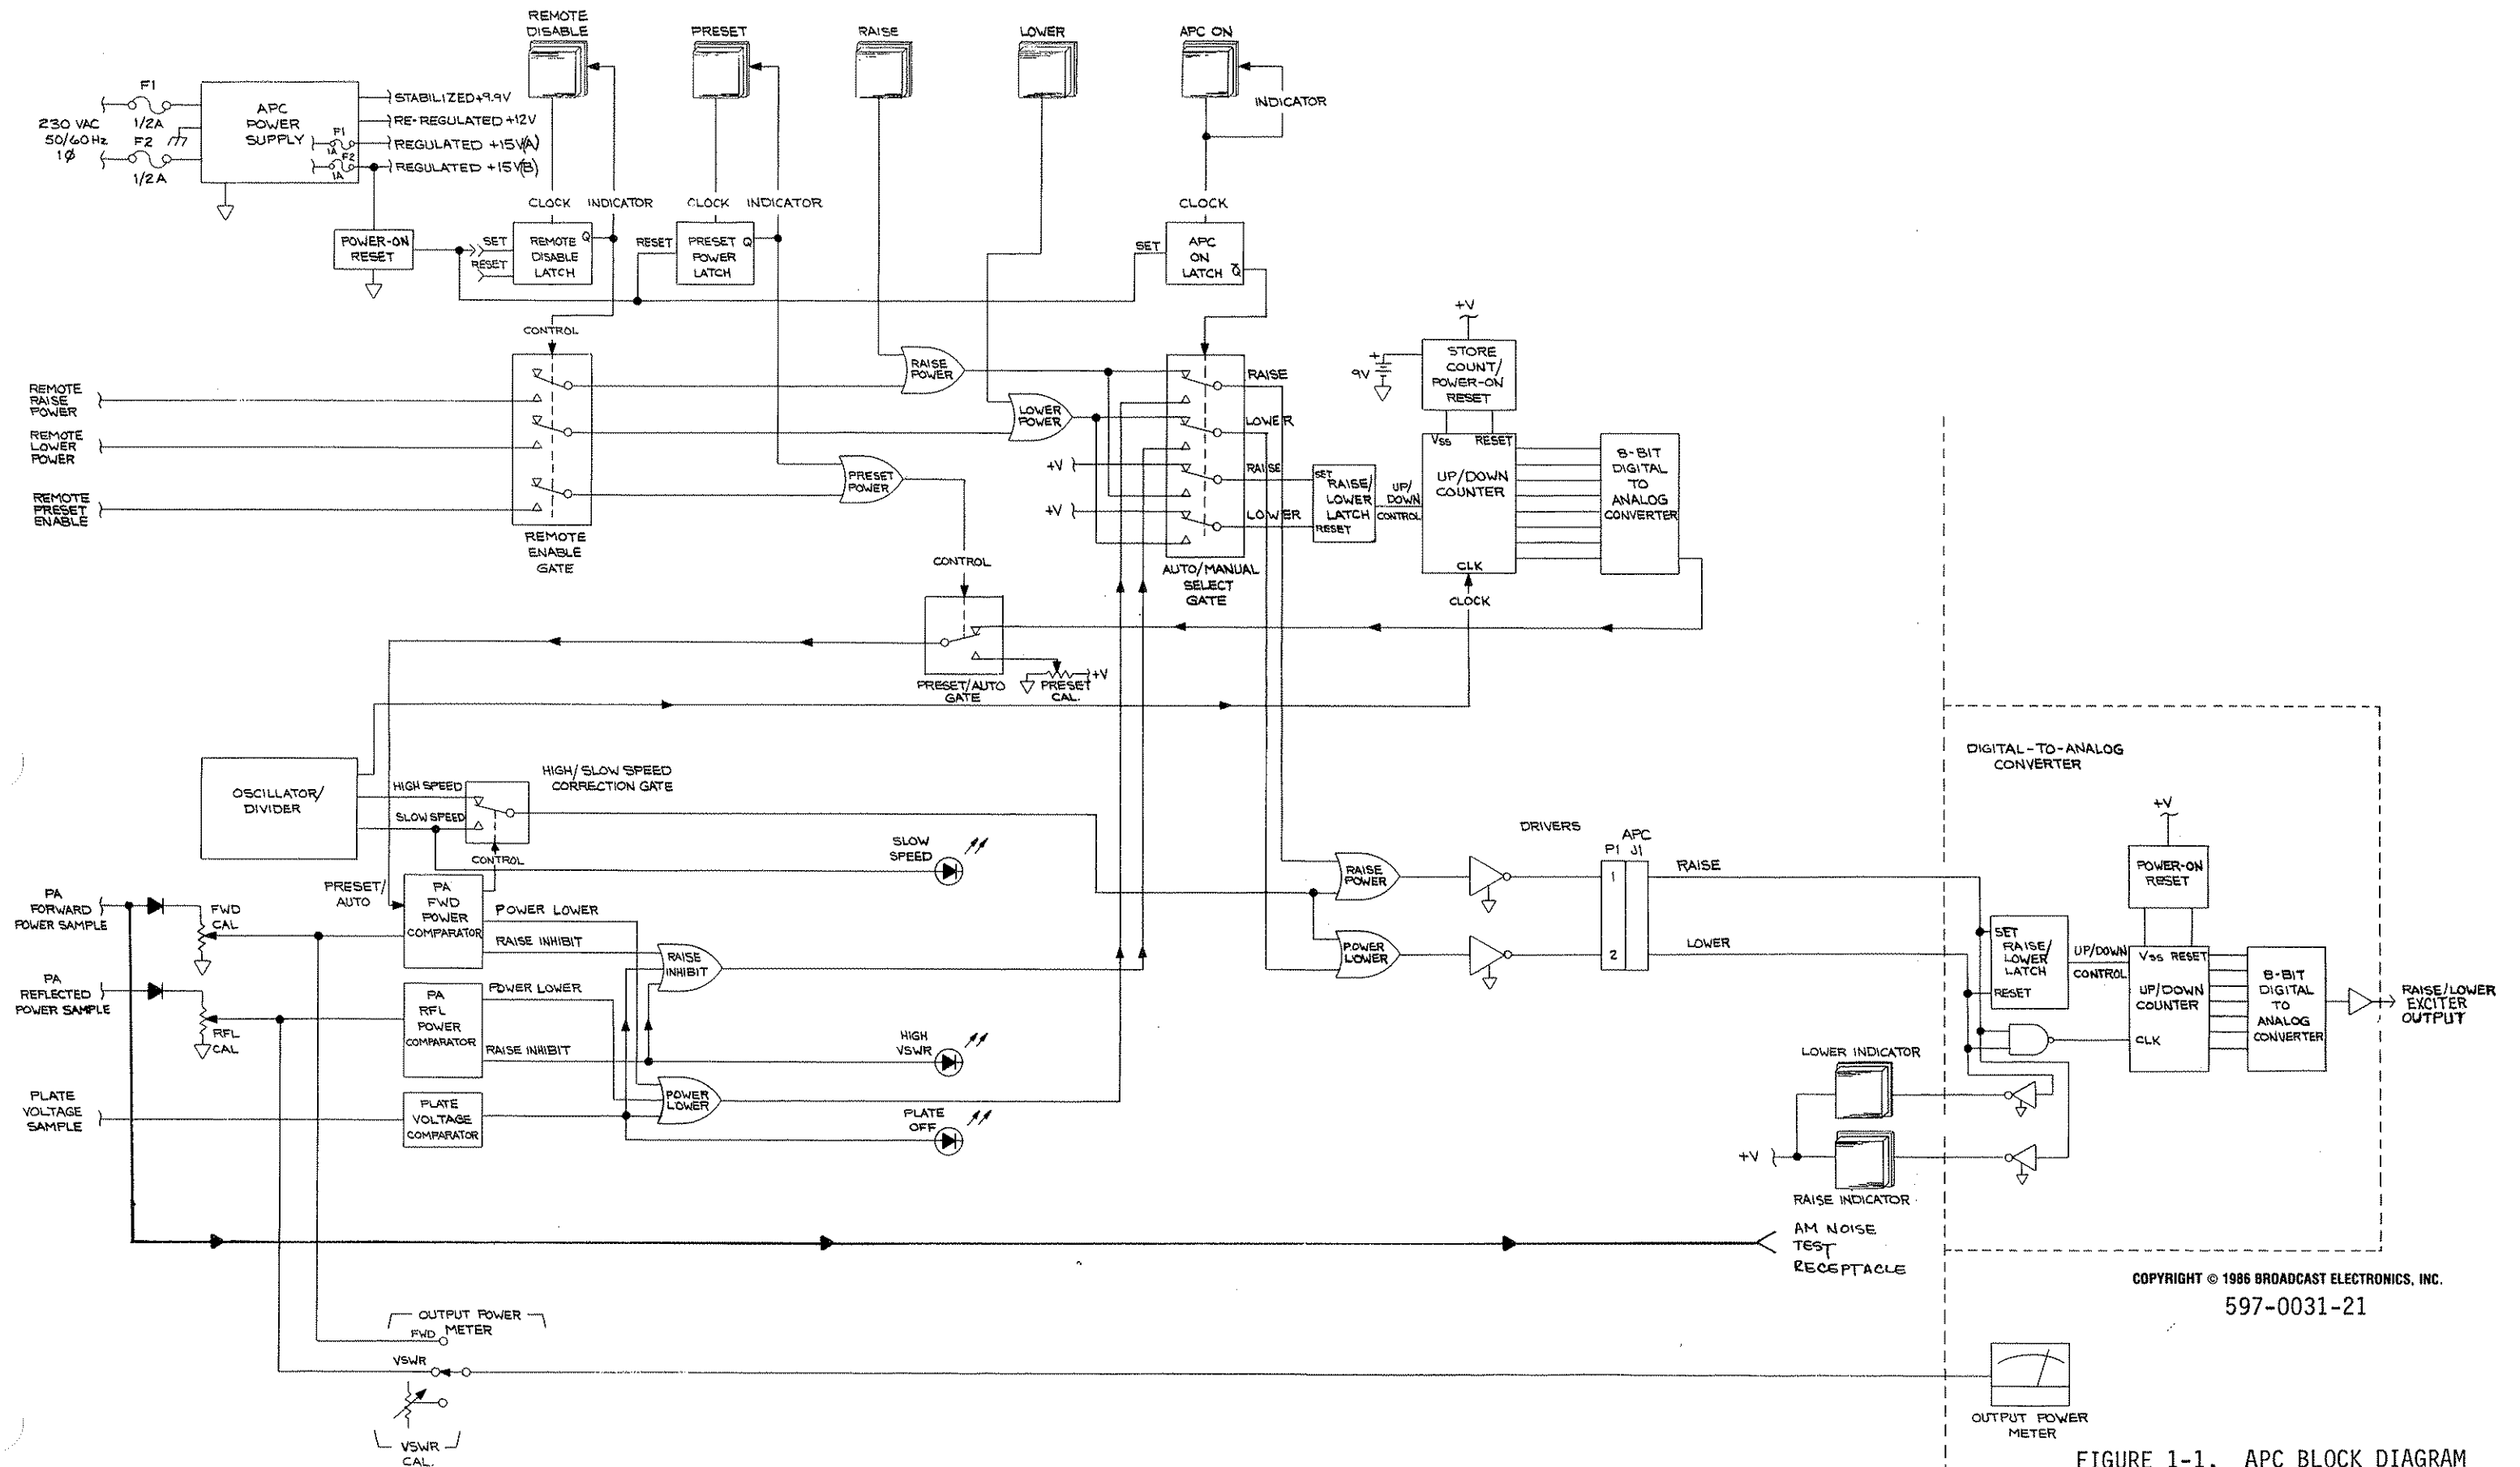 REMOTE
DISABLE
PRESET
RAISE
LOWER
APC ON
F1
1/2A
230 VAC
50/60 Hz
1Ø
F2
1/2A
APC
POWER
SUPPLY
F1
1A
F2
1A
STABILIZED +9.9V
RE-REGULATED +12V
REGULATED +15V(A)
REGULATED +15V(B)
INDICATOR
CLOCK
INDICATOR
CLOCK
INDICATOR
CLOCK
POWER-ON
RESET
SET
RESET
REMOTE
DISABLE
LATCH
Q
RESET
PRESET
POWER
LATCH
Q
SET
APC
ON
LATCH
Q̅
CONTROL
REMOTE
RAISE
POWER
REMOTE
LOWER
POWER
REMOTE
PRESET
ENABLE
REMOTE
ENABLE
GATE
RAISE
POWER
LOWER
POWER
PRESET
POWER
+V
+V
RAISE
LOWER
RAISE
LOWER
AUTO/MANUAL
SELECT
GATE
SET
RAISE/
LOWER
LATCH
RESET
UP/
DOWN
CONTROL
+V
+
9V
STORE
COUNT/
POWER-ON
RESET
VSS
RESET
UP/DOWN
COUNTER
CLK
CLOCK
8-BIT
DIGITAL
TO
ANALOG
CONVERTER
CONTROL
PRESET/AUTO
GATE
+V
PRESET
CAL.
OSCILLATOR/
DIVIDER
HIGH SPEED
SLOW SPEED
HIGH/SLOW SPEED
CORRECTION GATE
CONTROL
SLOW
SPEED
PRESET/
AUTO
PA
FORWARD
POWER SAMPLE
FWD
CAL
PA
FWD
POWER
COMPARATOR
POWER LOWER
RAISE INHIBIT
RAISE
INHIBIT
PA
REFLECTED
POWER SAMPLE
RFL
CAL
PA
RFL
POWER
COMPARATOR
POWER LOWER
RAISE INHIBIT
HIGH
VSWR
PLATE
VOLTAGE
SAMPLE
PLATE
VOLTAGE
COMPARATOR
POWER
LOWER
PLATE
OFF
RAISE
POWER
POWER
LOWER
DRIVERS
APC
P1
J1
1
2
RAISE
LOWER
DIGITAL-TO-ANALOG
CONVERTER
+V
POWER-ON
RESET
SET
RAISE/
LOWER
LATCH
RESET
UP/DOWN
CONTROL
VSS
RESET
UP/DOWN
COUNTER
CLK
8-BIT
DIGITAL
TO
ANALOG
CONVERTER
RAISE/LOWER
EXCITER
OUTPUT
LOWER INDICATOR
+V
RAISE INDICATOR
AM NOISE
TEST
RECEPTACLE
COPYRIGHT © 1986 BROADCAST ELECTRONICS, INC.
597-0031-21
OUTPUT POWER
METER
FWD
VSWR
VSWR
CAL.
OUTPUT POWER
METER
FIGURE 1-1. APC BLOCK DIAGRAM